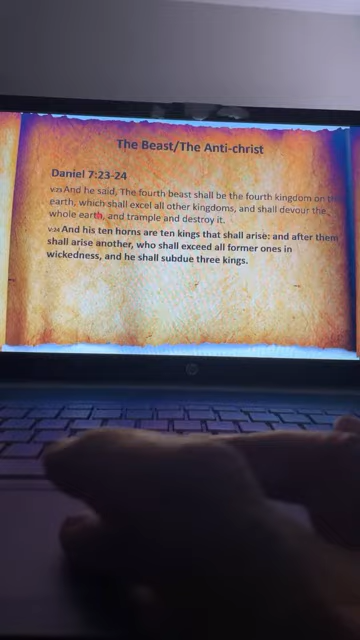 The Beast/The Anti-christ
Daniel 7:23-24
v.23 And he said, The fourth beast shall be the fourth kingdom on the
earth, which shall excel all other kingdoms, and shall devour the
whole earth, and trample and destroy it.
v.24 And his ten horns are ten kings that shall arise: and after them
shall arise another, who shall exceed all former ones in
wickedness, and he shall subdue three kings.
hp